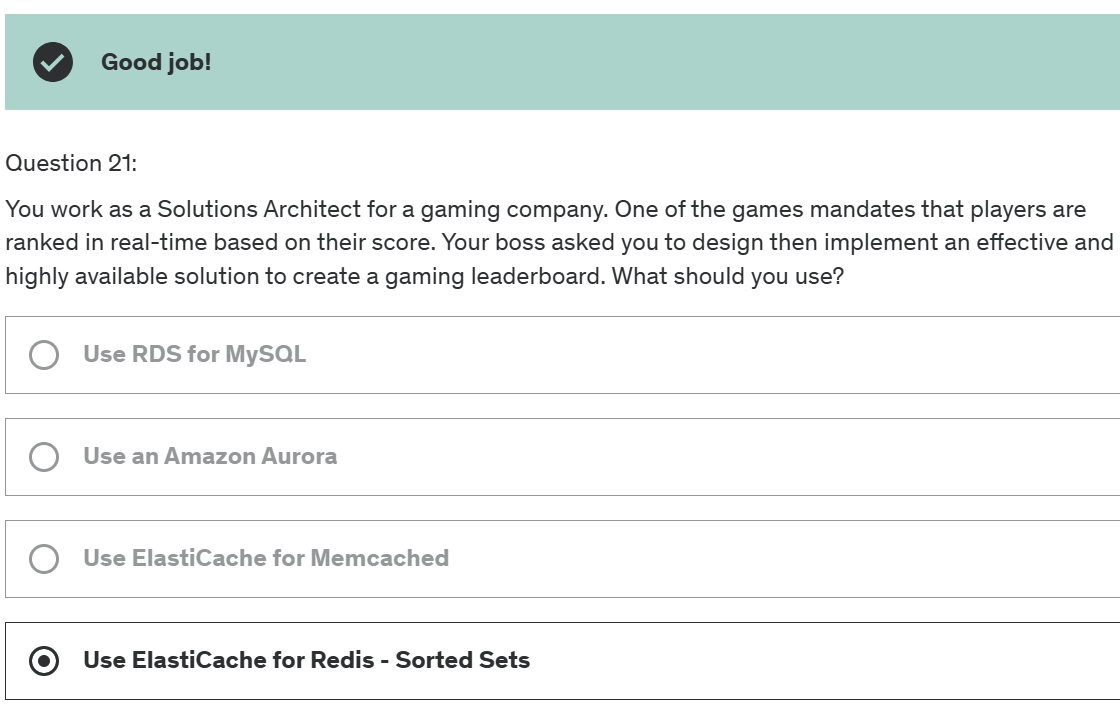 Good job!
Question 21:
You work as a Solutions Architect for a gaming company. One of the games mandates that players are
ranked in real-time based on their score. Your boss asked you to design then implement an effective and
highly available solution to create a gaming leaderboard. What should you use?
Use RDS for MySQL
Use an Amazon Aurora
Use ElastiCache for Memcached
Use ElastiCache for Redis - Sorted Sets